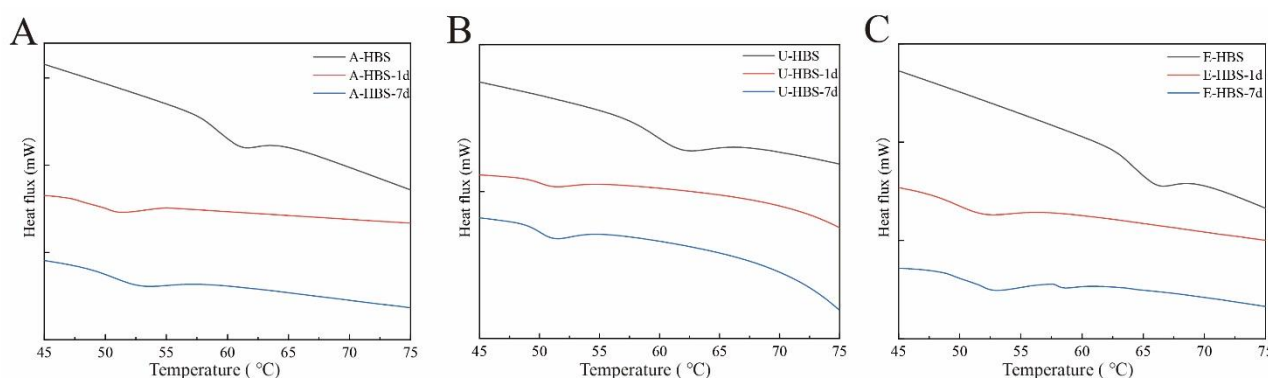 A
A-HBS
A-HBS-1d
A-HBS-7d
Heat flux (mW)
45 50 55 60 65 70 75
Temperature ( °C)
B
U-HBS
U-HBS-1d
U-HBS-7d
Heat flux (mW)
45 50 55 60 65 70 75
Temperature ( °C)
C
E-HBS
E-HBS-1d
E-HBS-7d
Heat flux (mW)
45 50 55 60 65 70 75
Temperature ( °C)